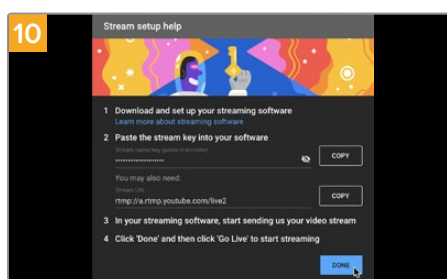 10
Stream setup help
1 Download and set up your streaming software
Learn more about streaming software
2 Paste the stream key into your software
Stream name/key (paste in encoder)
•••••••••••••••••••
COPY
You may also need:
Stream URL
rtmp://a.rtmp.youtube.com/live2
COPY
3 In your streaming software, start sending us your video stream
4 Click 'Done' and then click 'Go Live' to start streaming
DONE